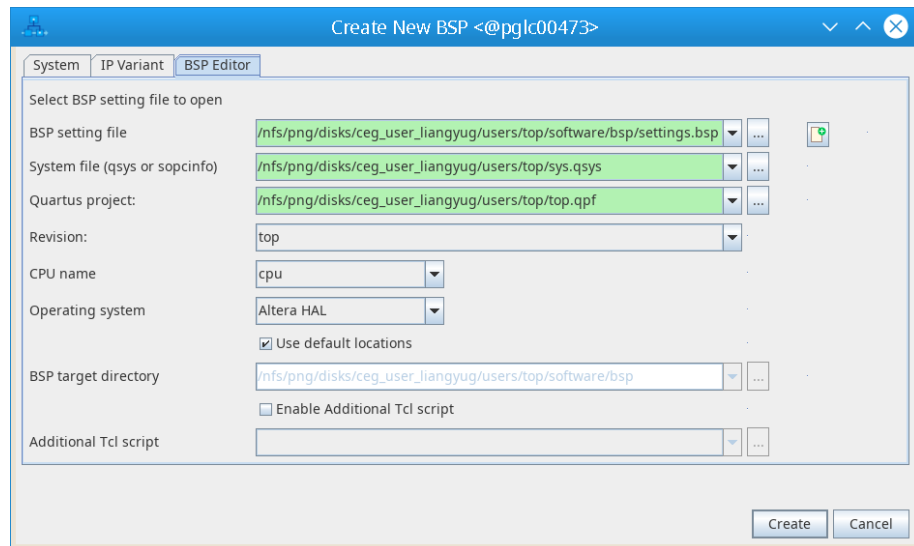 Create New BSP <@pglc00473>
System IP Variant BSP Editor
Select BSP setting file to open
BSP setting file /nfs/png/disks/ceg_user_liangyug/users/top/software/bsp/settings.bsp ...
System file (qsys or sopcinfo) /nfs/png/disks/ceg_user_liangyug/users/top/sys.qsys ...
Quartus project: /nfs/png/disks/ceg_user_liangyug/users/top/top.qpf ...
Revision: top
CPU name cpu
Operating system Altera HAL
Use default locations
BSP target directory /nfs/png/disks/ceg_user_liangyug/users/top/software/bsp ...
Enable Additional Tcl script
Additional Tcl script ...
Create Cancel